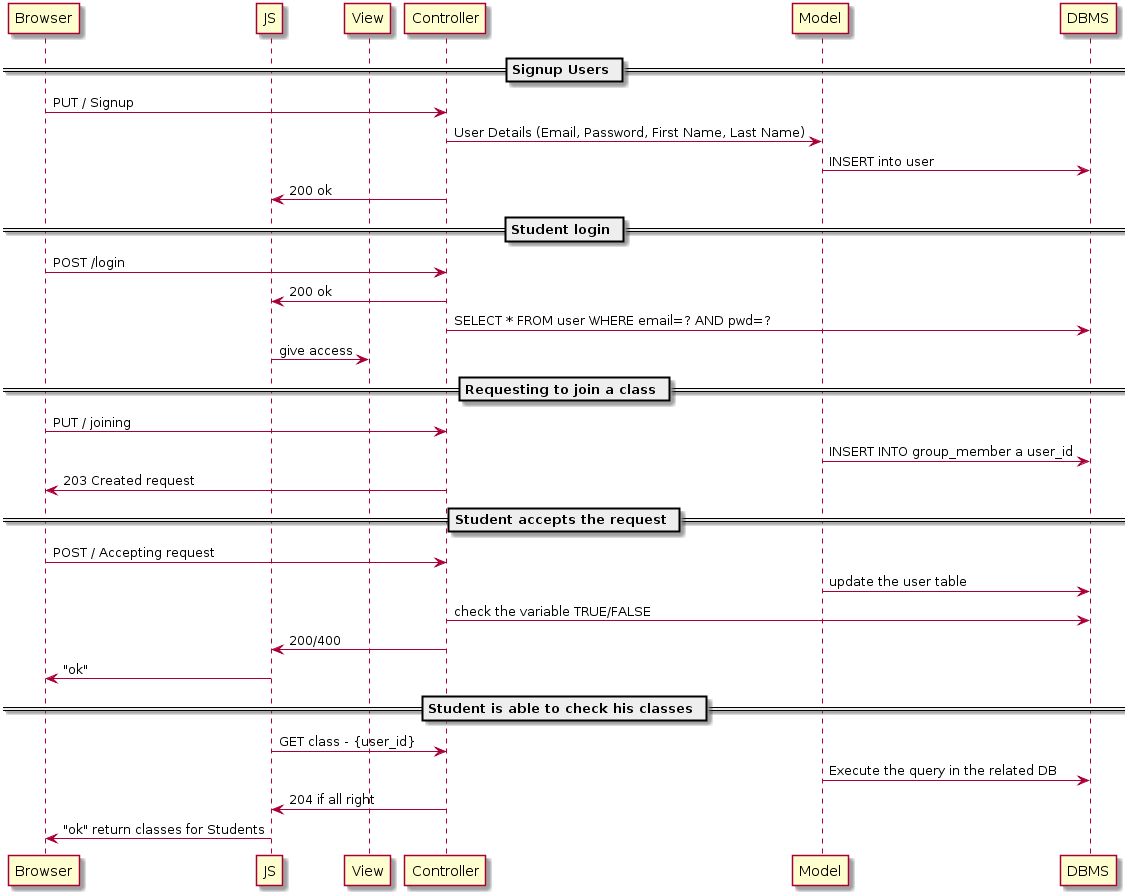 Browser JS View Controller Model DBMS
Signup Users
PUT / Signup
User Details (Email, Password, First Name, Last Name)
INSERT into user
200 ok
Student login
POST /login
200 ok
SELECT * FROM user WHERE email=? AND pwd=?
give access
Requesting to join a class
PUT / joining
INSERT INTO group_member a user_id
203 Created request
Student accepts the request
POST / Accepting request
update the user table
check the variable TRUE/FALSE
200/400
"ok"
Student is able to check his classes
GET class - {user_id}
Execute the query in the related DB
204 if all right
"ok" return classes for Students
Browser JS View Controller Model DBMS